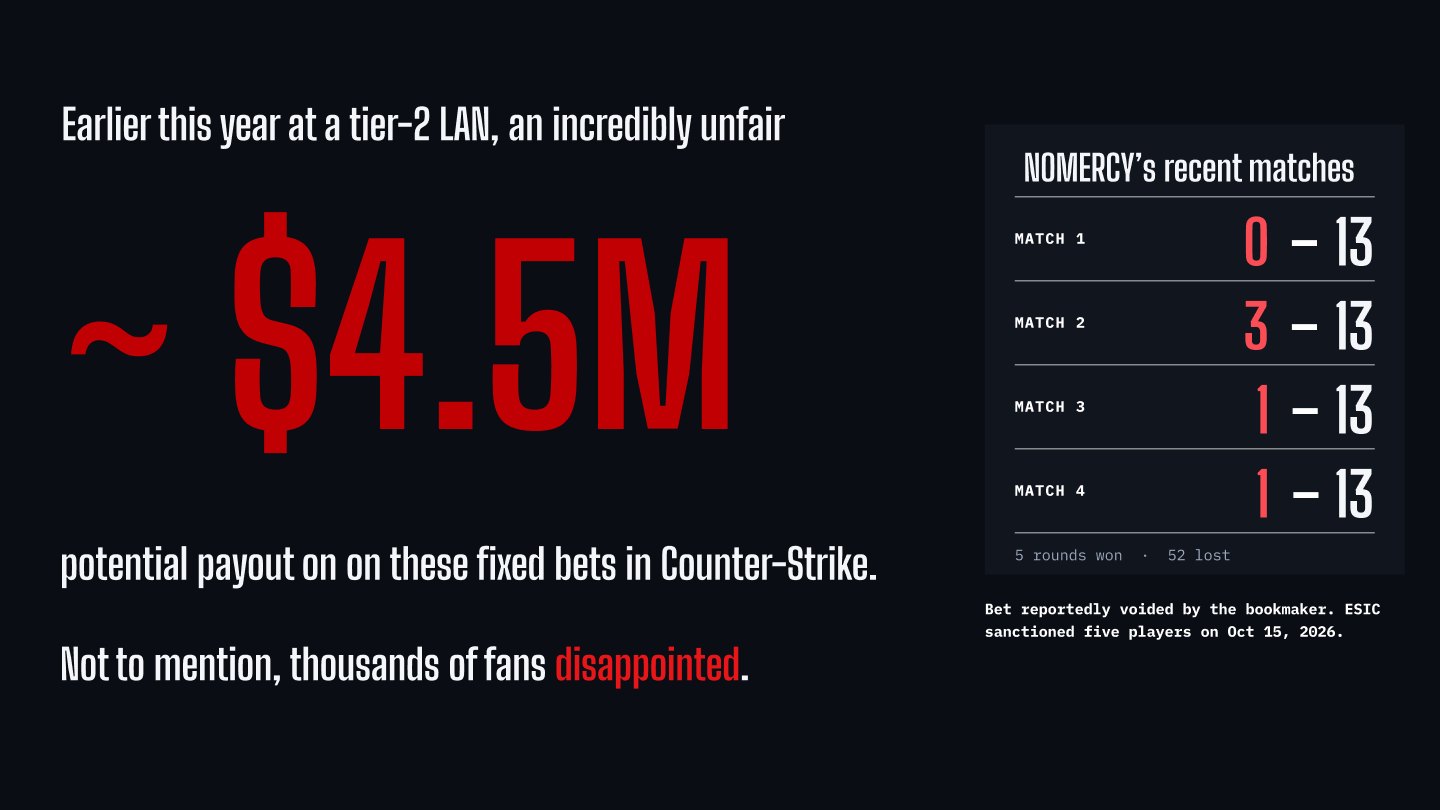 Earlier this year at a tier-2 LAN, an incredibly unfair
~ $4.5M
potential payout on on these fixed bets in Counter-Strike.
Not to mention, thousands of fans disappointed.
NOMERCY’s recent matches
MATCH 1 0 – 13
MATCH 2 3 – 13
MATCH 3 1 – 13
MATCH 4 1 – 13
5 rounds won · 52 lost
Bet reportedly voided by the bookmaker. ESIC
sanctioned five players on Oct 15, 2026.